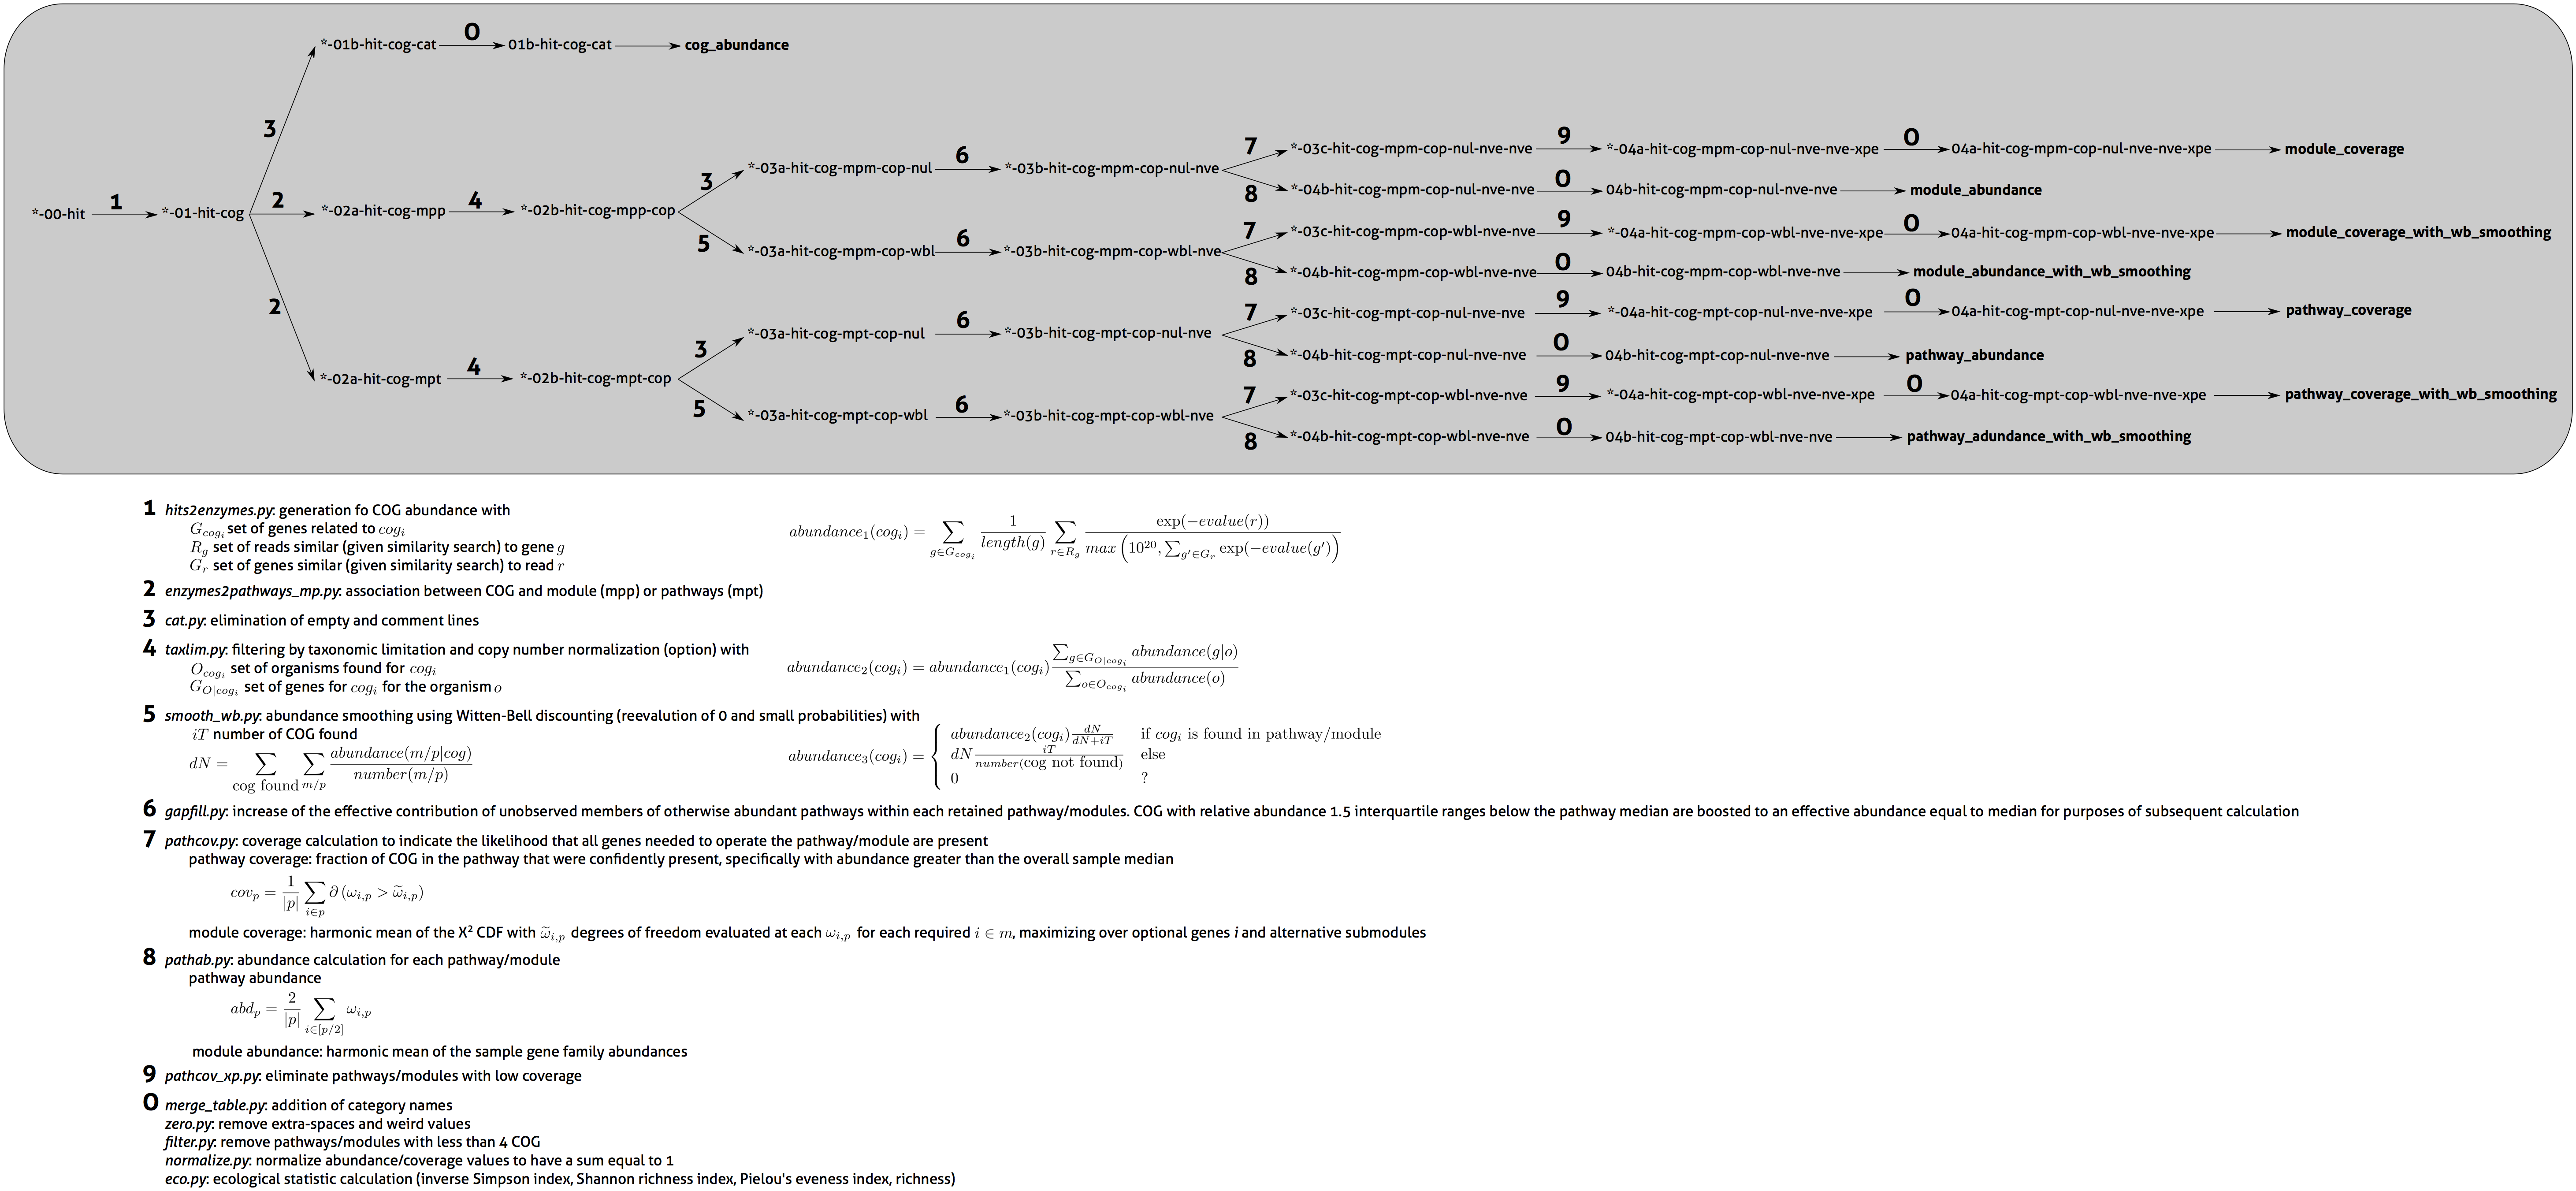 *-01b-hit-cog-cat 0 01b-hit-cog-cat cog_abundance
3
7 *-03c-hit-cog-mpm-cop-nul-nve-nve 9 *-04a-hit-cog-mpm-cop-nul-nve-nve-xpe 0 04a-hit-cog-mpm-cop-nul-nve-nve-xpe module_coverage
3 *-03a-hit-cog-mpm-cop-nul 6 *-03b-hit-cog-mpm-cop-nul-nve
8 *-04b-hit-cog-mpm-cop-nul-nve-nve 0 04b-hit-cog-mpm-cop-nul-nve-nve module_abundance
*-00-hit 1 *-01-hit-cog 2 *-02a-hit-cog-mpp 4 *-02b-hit-cog-mpp-cop
7 *-03c-hit-cog-mpm-cop-wbl-nve-nve 9 *-04a-hit-cog-mpm-cop-wbl-nve-nve-xpe 0 04a-hit-cog-mpm-cop-wbl-nve-nve-xpe module_coverage_with_wb_smoothing
5 *-03a-hit-cog-mpm-cop-wbl 6 *-03b-hit-cog-mpm-cop-wbl-nve
8 *-04b-hit-cog-mpm-cop-wbl-nve-nve 0 04b-hit-cog-mpm-cop-wbl-nve-nve module_abundance_with_wb_smoothing
2
7 *-03c-hit-cog-mpt-cop-nul-nve-nve 9 *-04a-hit-cog-mpt-cop-nul-nve-nve-xpe 0 04a-hit-cog-mpt-cop-nul-nve-nve-xpe pathway_coverage
3 *-03a-hit-cog-mpt-cop-nul 6 *-03b-hit-cog-mpt-cop-nul-nve
8 *-04b-hit-cog-mpt-cop-nul-nve-nve 0 04b-hit-cog-mpt-cop-nul-nve-nve pathway_abundance
*-02a-hit-cog-mpt 4 *-02b-hit-cog-mpt-cop
7 *-03c-hit-cog-mpt-cop-wbl-nve-nve 9 *-04a-hit-cog-mpt-cop-wbl-nve-nve-xpe 0 04a-hit-cog-mpt-cop-wbl-nve-nve-xpe pathway_coverage_with_wb_smoothing
5 *-03a-hit-cog-mpt-cop-wbl 6 *-03b-hit-cog-mpt-cop-wbl-nve
8 *-04b-hit-cog-mpt-cop-wbl-nve-nve 0 04b-hit-cog-mpt-cop-wbl-nve-nve pathway_adundance_with_wb_smoothing
1 hits2enzymes.py: generation fo COG abundance with
G_{cog_i} set of genes related to cog_i
R_g set of reads similar (given similarity search) to gene g
G_r set of genes similar (given similarity search) to read r
abundance_1(cog_i) = \sum_{g∈G_{cog_i}} \frac{1}{length(g)} \sum_{r∈R_g} \frac{exp(−evalue(r))}{max(10^{20}, \sum_{g'∈G_r} exp(−evalue(g'))}
2 enzymes2pathways_mp.py: association between COG and module (mpp) or pathways (mpt)
3 cat.py: elimination of empty and comment lines
4 taxlim.py: filtering by taxonomic limitation and copy number normalization (option) with
O_{cog_i} set of organisms found for cog_i
G_{O|cog_i} set of genes for cog_i for the organism o
abundance_2(cog_i) = abundance_1(cog_i) \frac{\sum_{g∈G_{O|cog_i}} abundance(g|o)}{\sum_{o∈O_{cog_i}} abundance(o)}
5 smooth_wb.py: abundance smoothing using Witten-Bell discounting (reevalution of 0 and small probabilities) with
iT number of COG found
dN = \sum_{cog found} \sum_{m/p} \frac{abundance(m/p|cog)}{number(m/p)}
abundance_3(cog_i) = { abundance_2(cog_i) \frac{dN}{dN+iT} if cog_i is found in pathway/module
dN \frac{iT}{number(cog not found)} else
0 ?
6 gapfill.py: increase of the effective contribution of unobserved members of otherwise abundant pathways within each retained pathway/modules. COG with relative abundance 1.5 interquartile ranges below the pathway median are boosted to an effective abundance equal to median for purposes of subsequent calculation
7 pathcov.py: coverage calculation to indicate the likelihood that all genes needed to operate the pathway/module are present
pathway coverage: fraction of COG in the pathway that were confidently present, specifically with abundance greater than the overall sample median
cov_p = \frac{1}{|p|} \sum_{i∈p} ∂(ω_{i,p} > \tilde{ω}_{i,p})
module coverage: harmonic mean of the X² CDF with \tilde{ω}_{i,p} degrees of freedom evaluated at each ω_{i,p} for each required i ∈ m, maximizing over optional genes i and alternative submodules
8 pathab.py: abundance calculation for each pathway/module
pathway abundance
abd_p = \frac{2}{|p|} \sum_{i∈[p/2]} ω_{i,p}
module abundance: harmonic mean of the sample gene family abundances
9 pathcov_xp.py: eliminate pathways/modules with low coverage
0 merge_table.py: addition of category names
zero.py: remove extra-spaces and weird values
filter.py: remove pathways/modules with less than 4 COG
normalize.py: normalize abundance/coverage values to have a sum equal to 1
eco.py: ecological statistic calculation (inverse Simpson index, Shannon richness index, Pielou's eveness index, richness)